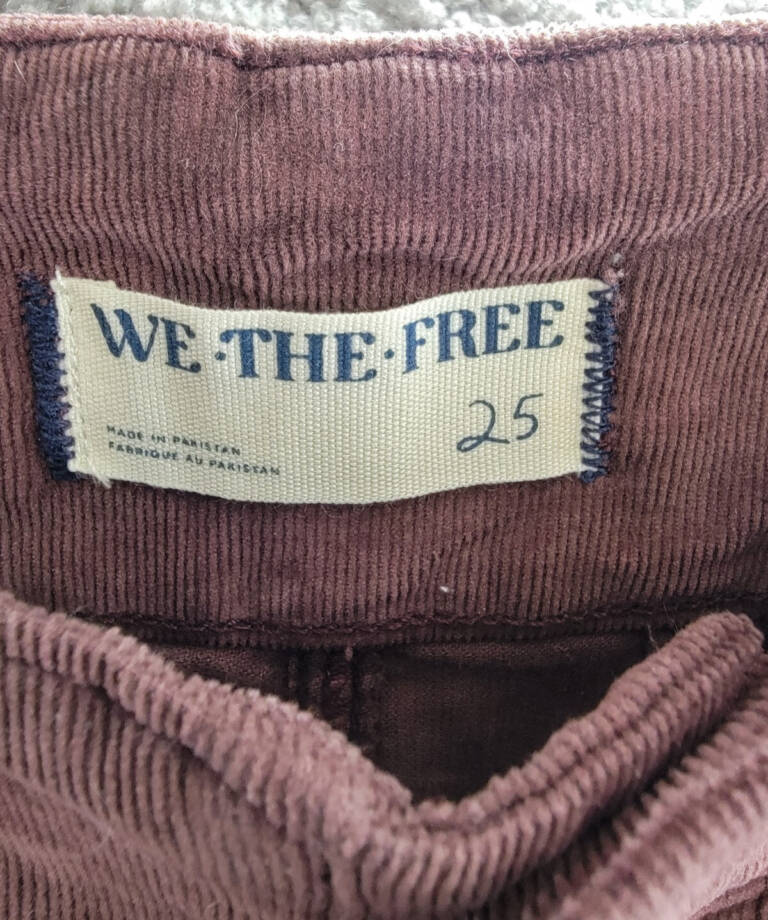 WE·THE·FREE
25
MADE IN PAKISTAN
FABRIQUE AU PAKISTAN